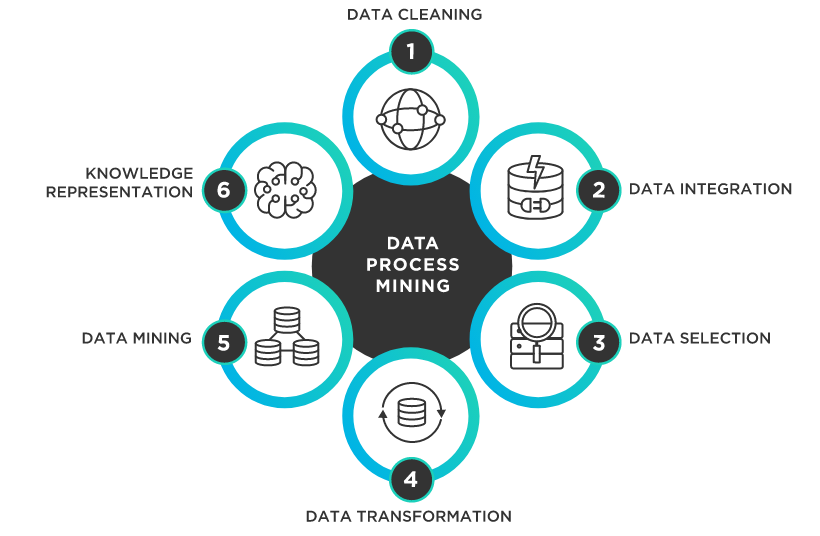 DATA CLEANING
1
KNOWLEDGE
REPRESENTATION
6
2
DATA INTEGRATION
DATA
PROCESS
MINING
DATA MINING
5
3
DATA SELECTION
4
DATA TRANSFORMATION